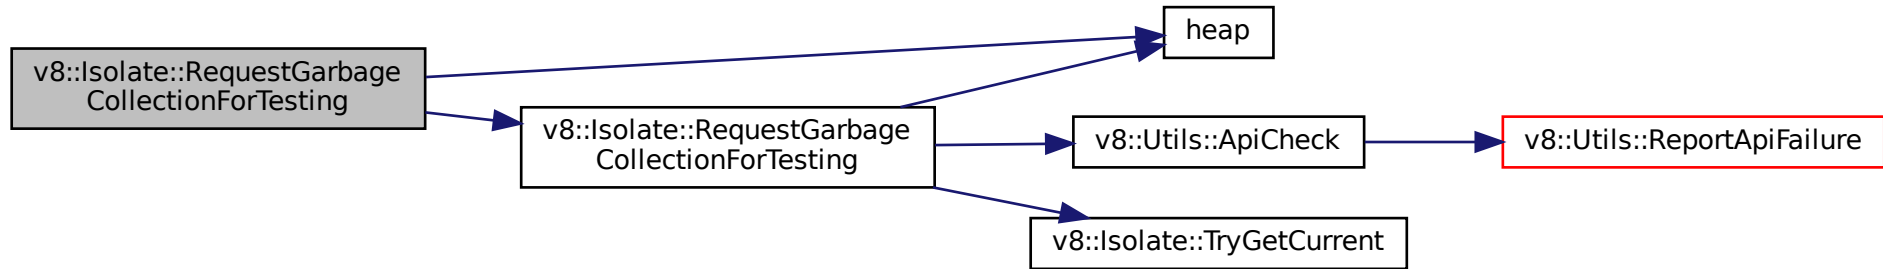 v8::Isolate::RequestGarbage
CollectionForTesting
heap
v8::Isolate::RequestGarbage
CollectionForTesting
v8::Utils::ApiCheck
v8::Utils::ReportApiFailure
v8::Isolate::TryGetCurrent